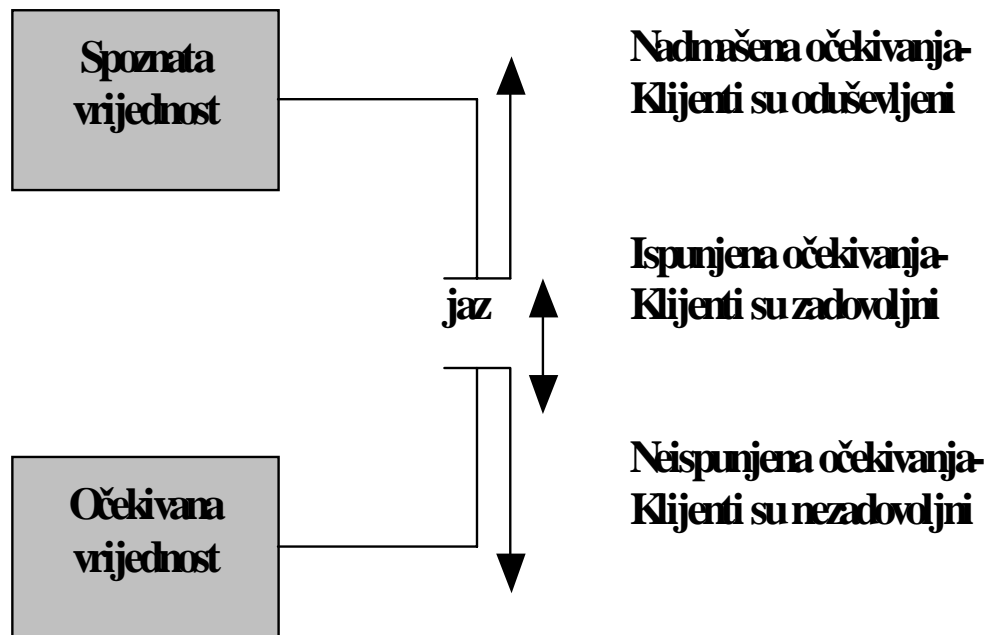 Spoznata
vrijednost
Nadmašena očekivanja-
Klijenti su oduševljeni
Ispunjena očekivanja-
Klijenti su zadovoljni
jaz
Neispunjena očekivanja-
Klijenti su nezadovoljni
Očekivana
vrijednost